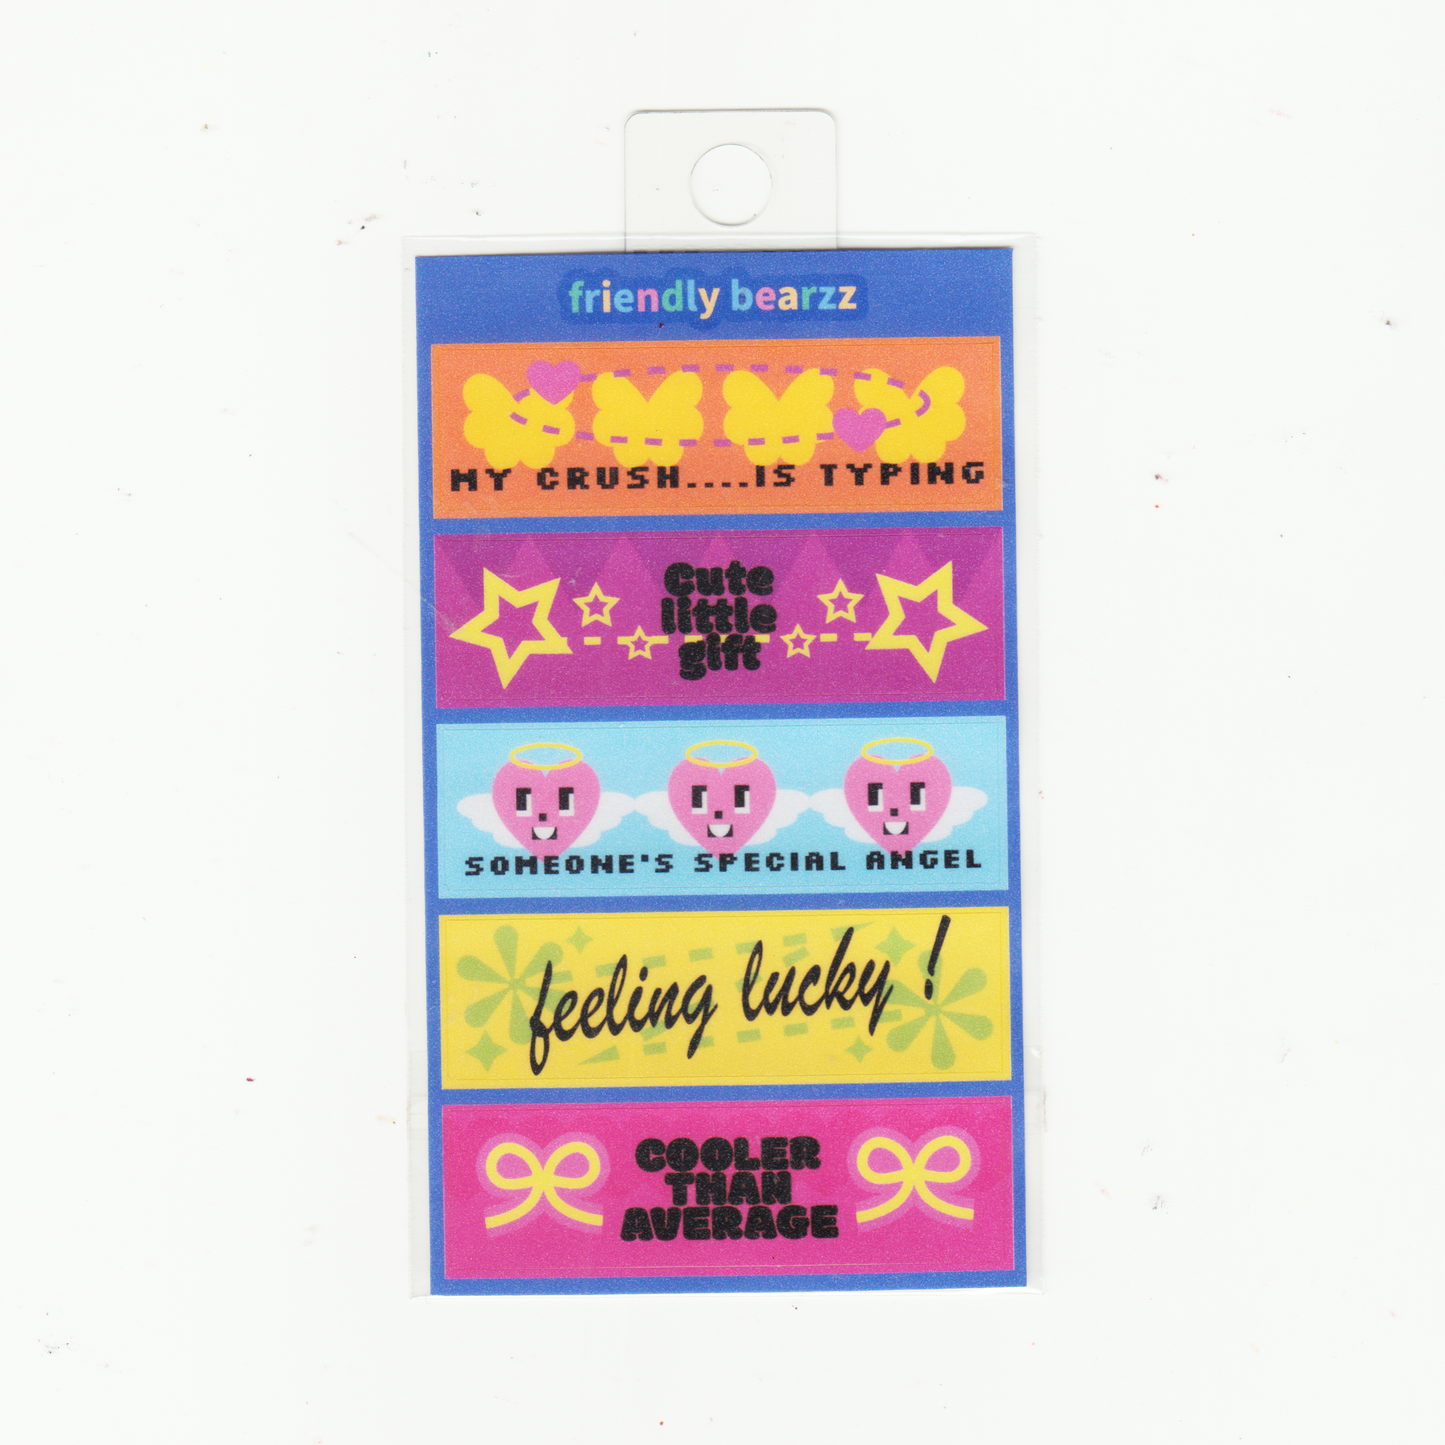 friendly bearzz
MY CRUSH....IS TYPING
Cute
little
gift
SOMEONE'S SPECIAL ANGEL
feeling lucky !
COOLER
THAN
AVERAGE